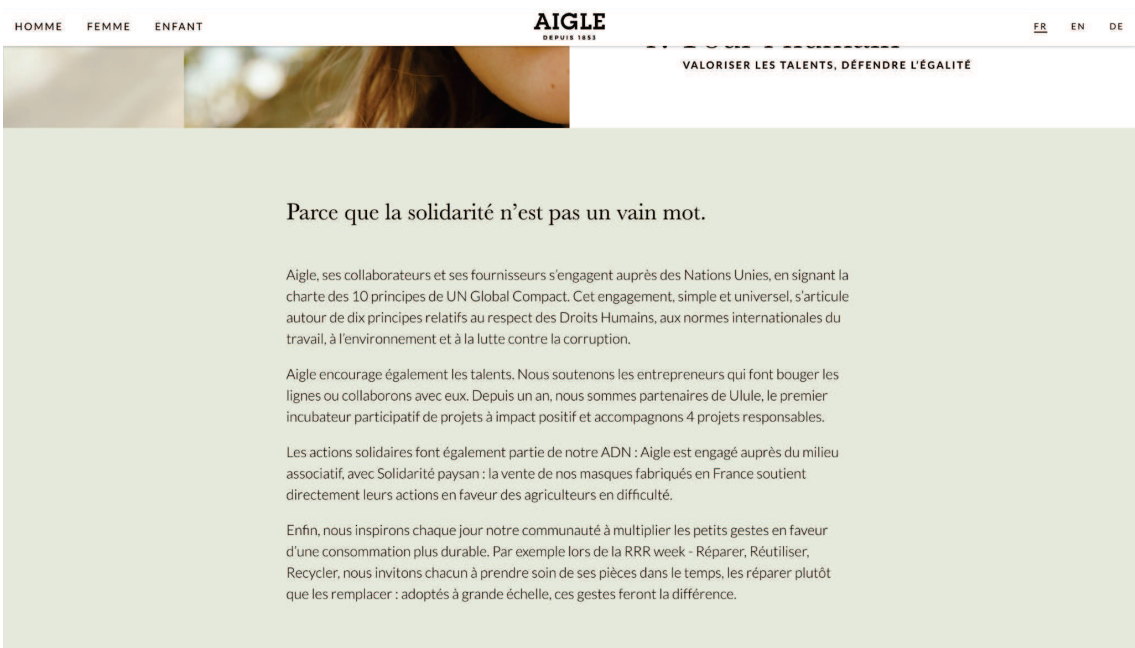 HOMME FEMME ENFANT
AIGLE
DEPUIS 1853
FR EN DE
VALORISER LES TALENTS, DÉFENDRE L'ÉGALITÉ
Parce que la solidarité n'est pas un vain mot.
Aigle, ses collaborateurs et ses fournisseurs s'engagent auprès des Nations Unies, en signant la
charte des 10 principes de UN Global Compact. Cet engagement, simple et universel, s'articule
autour de dix principes relatifs au respect des Droits Humains, aux normes internationales du
travail, à l'environnement et à la lutte contre la corruption.
Aigle encourage également les talents. Nous soutenons les entrepreneurs qui font bouger les
lignes ou collaborons avec eux. Depuis un an, nous sommes partenaires de Ulule, le premier
incubateur participatif de projets à impact positif et accompagnons 4 projets responsables.
Les actions solidaires font également partie de notre ADN : Aigle est engagé auprès du milieu
associatif, avec Solidarité paysan : la vente de nos masques fabriqués en France soutient
directement leurs actions en faveur des agriculteurs en difficulté.
Enfin, nous inspirons chaque jour notre communauté à multiplier les petits gestes en faveur
d'une consommation plus durable. Par exemple lors de la RRR week - Réparer, Réutiliser,
Recycler, nous invitons chacun à prendre soin de ses pièces dans le temps, les réparer plutôt
que les remplacer : adoptés à grande échelle, ces gestes feront la différence.